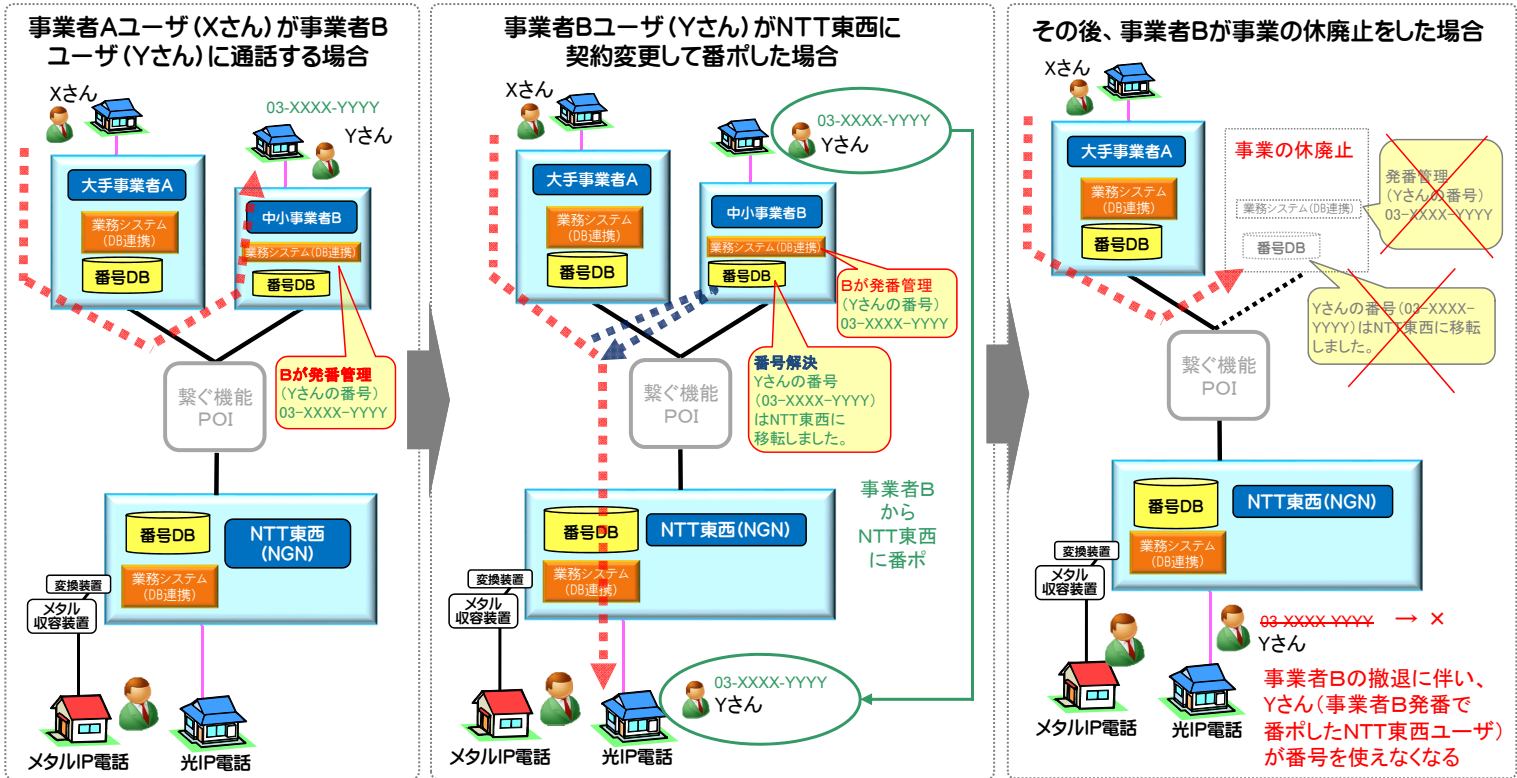 事業者Aユーザ(Xさん)が事業者B
ユーザ(Yさん)に通話する場合
Xさん
03-XXXX-YYYY
Yさん
大手事業者A
業務システム
(DB連携)
番号DB
中小事業者B
業務システム(DB連携)
番号DB
Bが発番管理
(Yさんの番号)
03-XXXX-YYYY
繋ぐ機能
POI
番号DB
NTT東西
(NGN)
業務システム
(DB連携)
変換装置
メタル
収容装置
メタルIP電話
光IP電話
事業者Bユーザ(Yさん)がNTT東西に
契約変更して番ポした場合
Xさん
03-XXXX-YYYY
Yさん
大手事業者A
業務システム
(DB連携)
番号DB
中小事業者B
業務システム(DB連携)
番号DB
Bが発番管理
(Yさんの番号)
03-XXXX-YYYY
番号解決
Yさんの番号
(03-XXXX-YYYY)
はNTT東西に
移転しました。
繋ぐ機能
POI
事業者B
から
NTT東西
に番ポ
番号DB
NTT東西(NGN)
業務システム
(DB連携)
変換装置
メタル
収容装置
03-XXXX-YYYY
Yさん
メタルIP電話
光IP電話
その後、事業者Bが事業の休廃止をした場合
Xさん
大手事業者A
業務システム
(DB連携)
番号DB
事業の休廃止
業務システム(DB連携)
番号DB
発番管理
(Yさんの番号)
03-XXXX-YYYY
Yさんの番号(03-XXXX-
YYYY)はNTT東西に移転
しました。
繋ぐ機能
POI
番号DB
NTT東西(NGN)
業務システム
(DB連携)
変換装置
メタル
収容装置
03-XXXX-YYYY → ×
Yさん
メタルIP電話
光IP電話
事業者Bの撤退に伴い、
Yさん(事業者B発番で
番ポしたNTT東西ユーザ)
が番号を使えなくなる